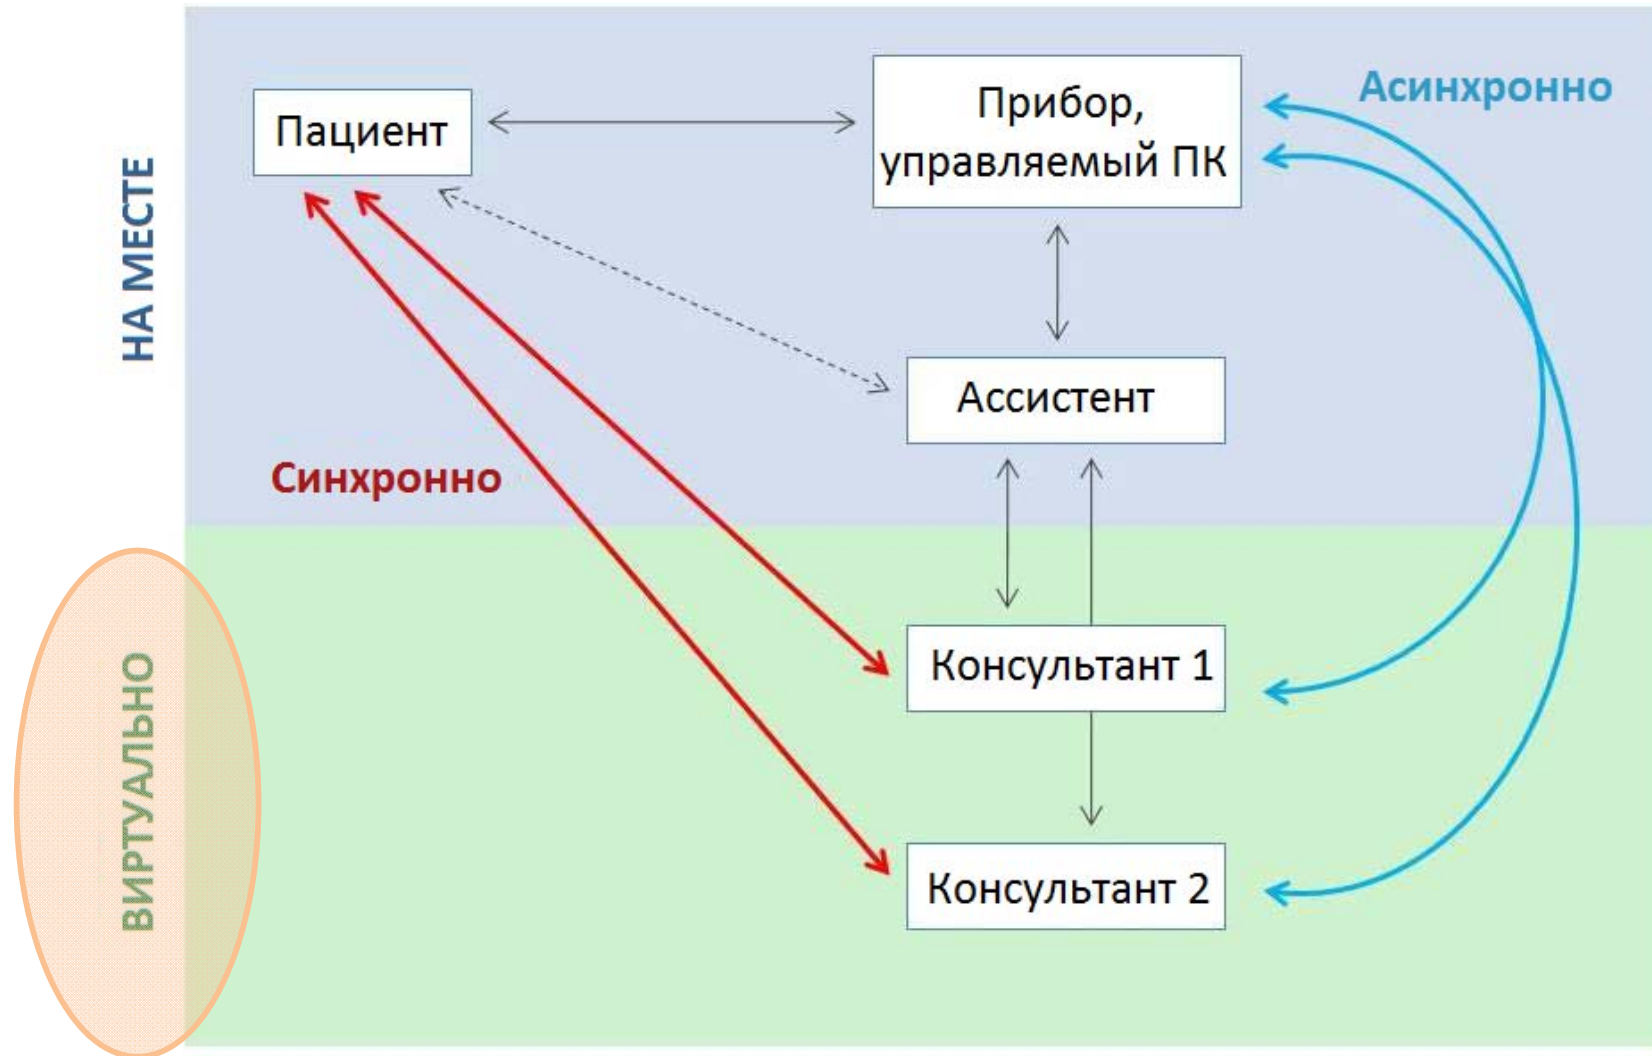 НА МЕСТЕ
Пациент
Прибор,
управляемый ПК
Асинхронно
Ассистент
Синхронно
ВИРТУАЛЬНО
Консультант 1
Консультант 2